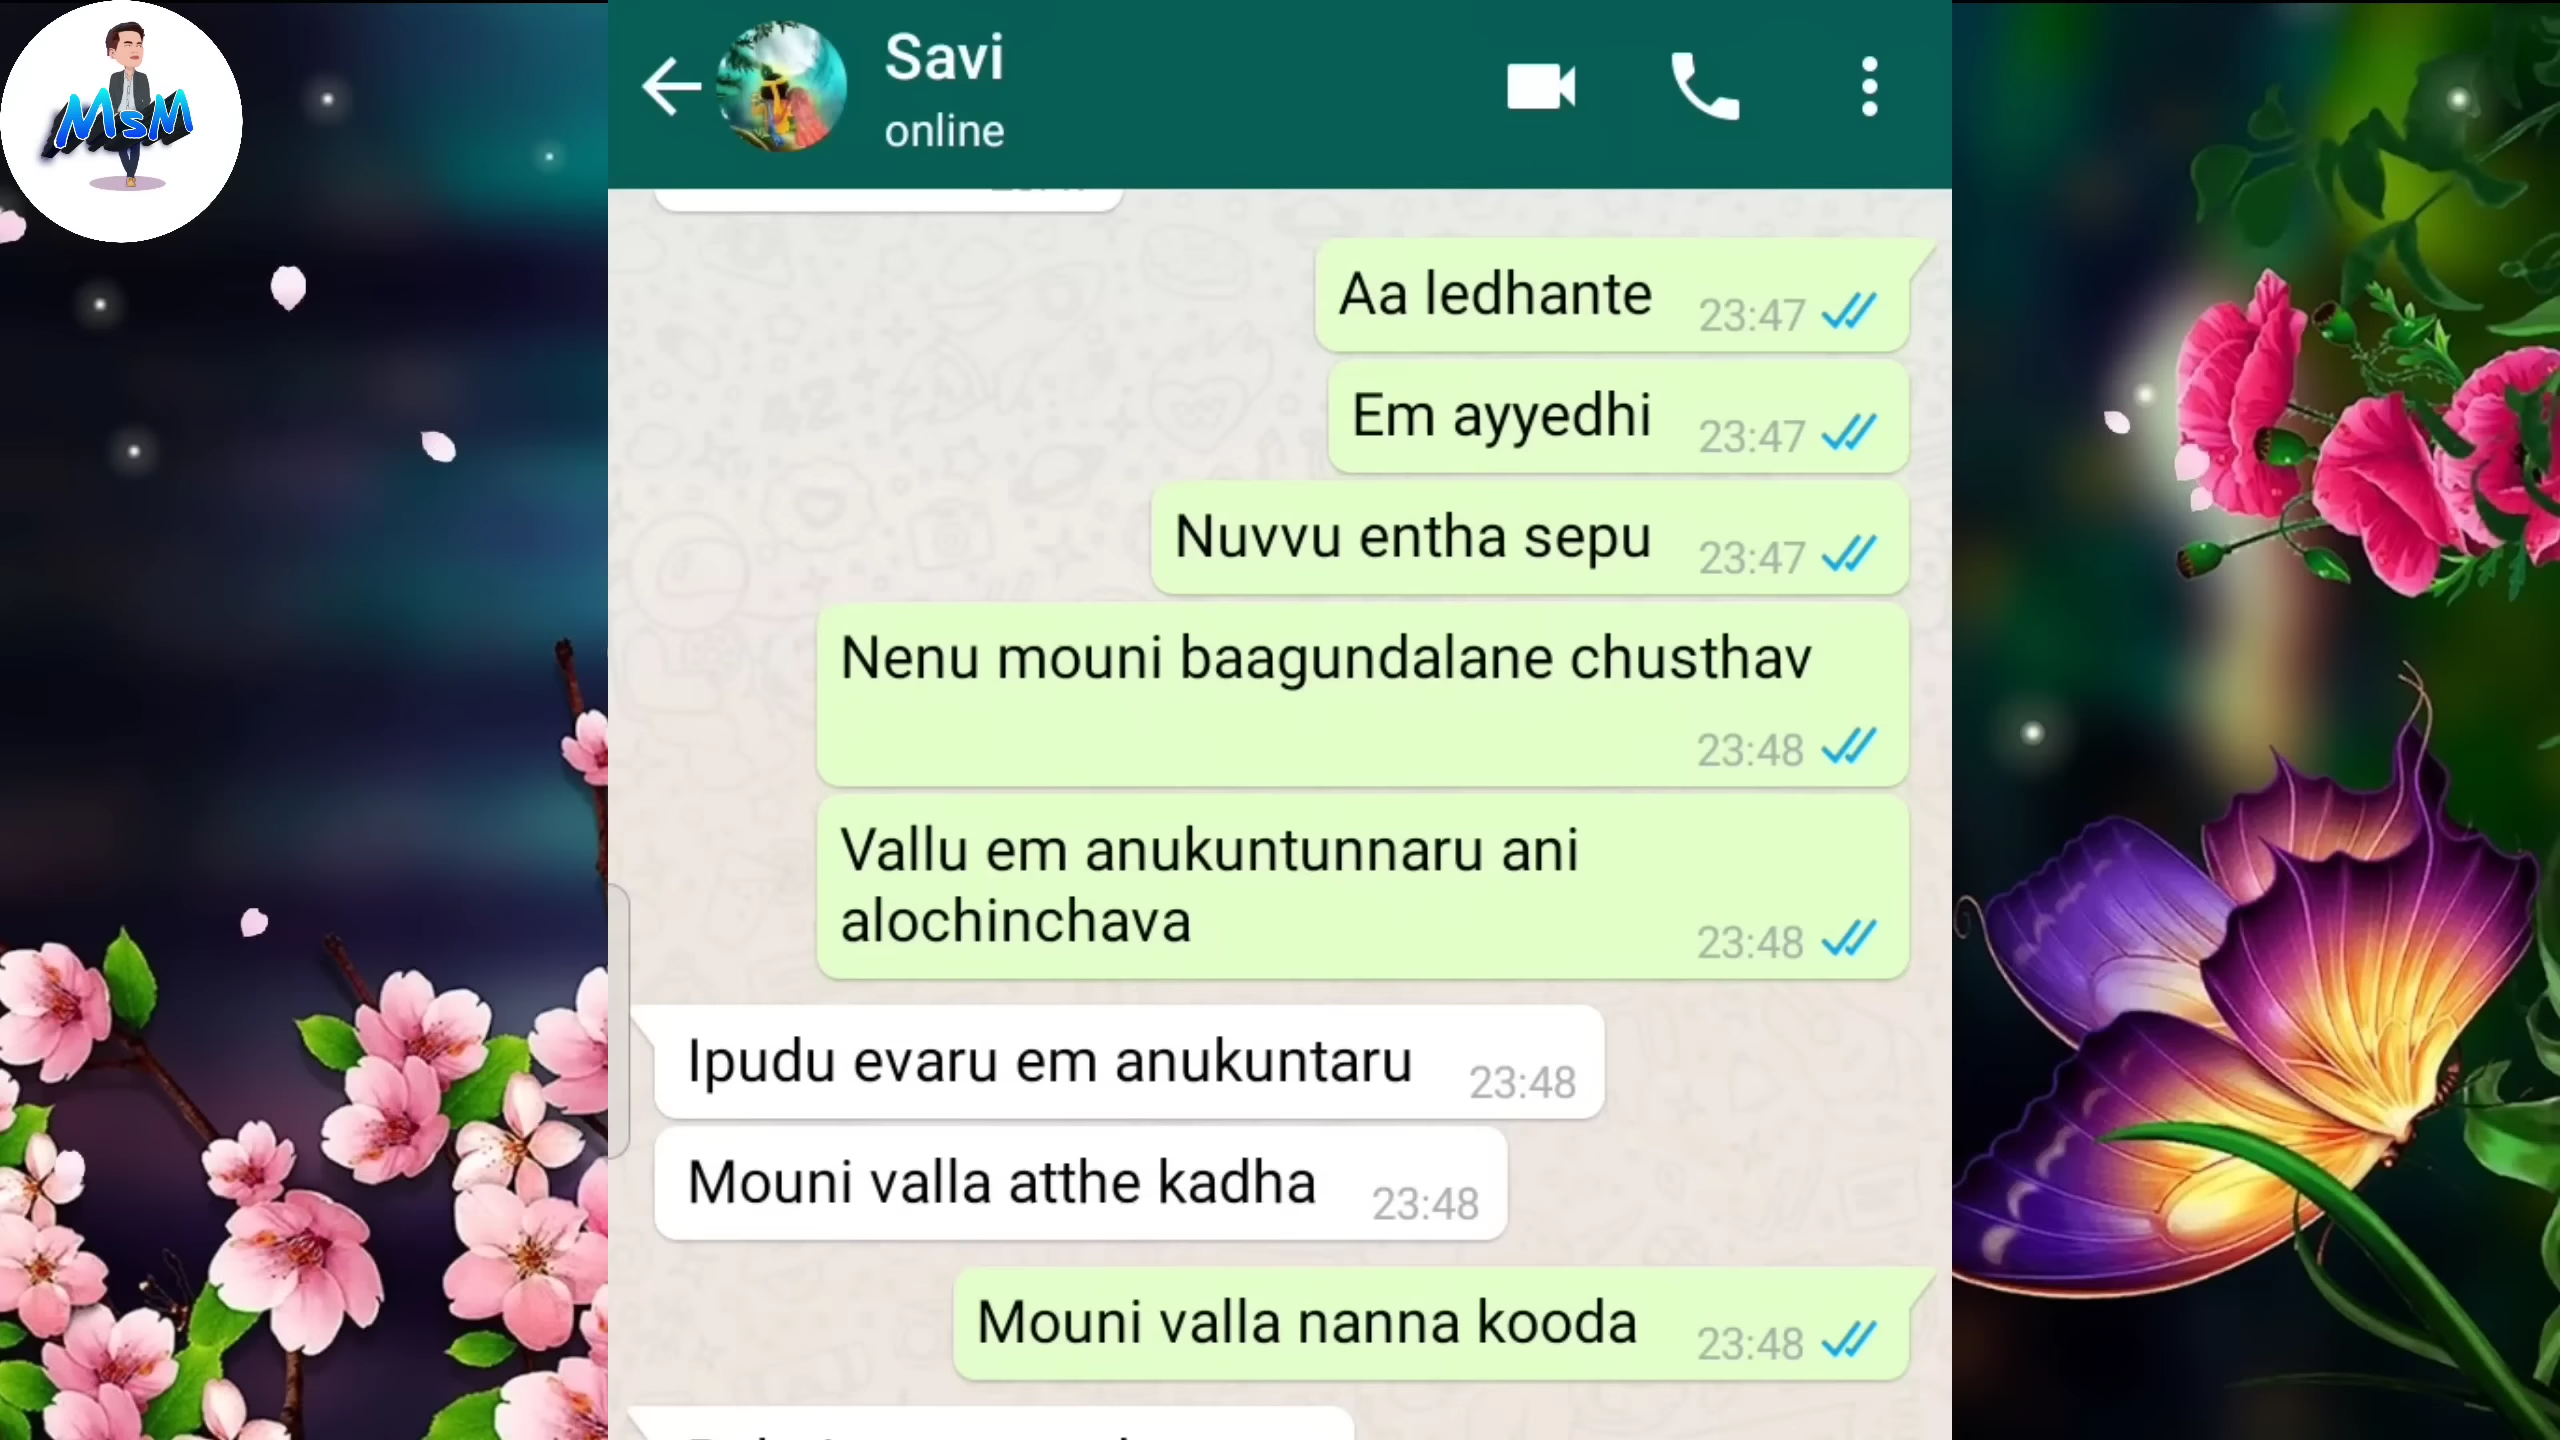 MsM
Savi
online
Aa ledhante 23:47
Em ayyedhi 23:47
Nuvvu entha sepu 23:47
Nenu mouni baagundalane chusthav
23:48
Vallu em anukuntunnaru ani
alochinchava 23:48
Ipudu evaru em anukuntaru 23:48
Mouni valla atthe kadha 23:48
Mouni valla nanna kooda 23:48